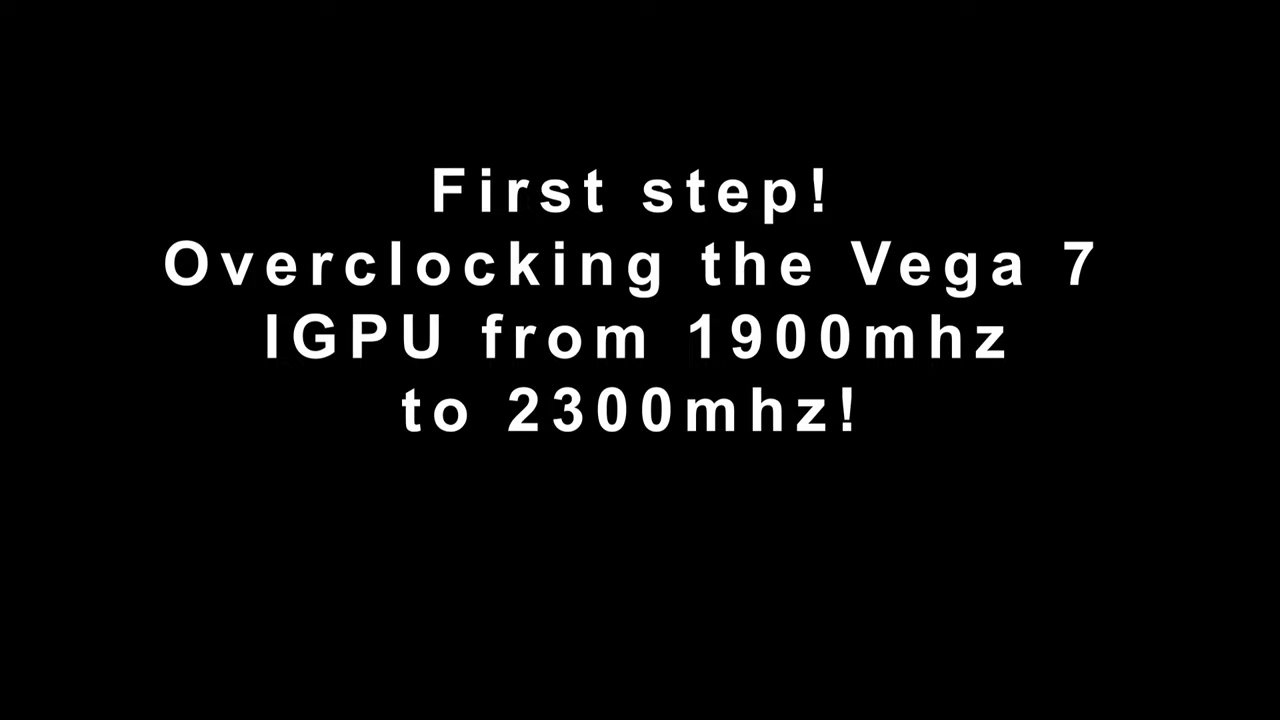 First step!
Overclocking the Vega 7
IGPU from 1900mhz
to 2300mhz!